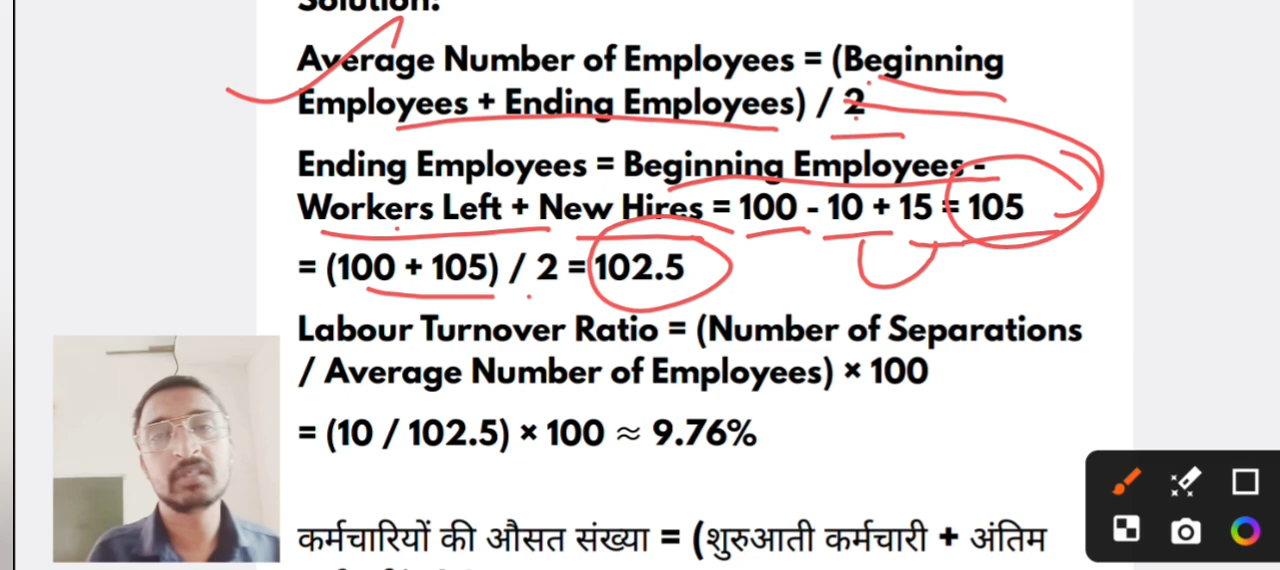 Solution:
Average Number of Employees = (Beginning
Employees + Ending Employees) / 2
Ending Employees = Beginning Employees -
Workers Left + New Hires = 100 - 10 + 15 = 105
= (100 + 105) / 2 = 102.5
Labour Turnover Ratio = (Number of Separations
/ Average Number of Employees) × 100
= (10 / 102.5) × 100 ≈ 9.76%
कर्मचारियों की औसत संख्या = (शुरुआती कर्मचारी + अंतिम